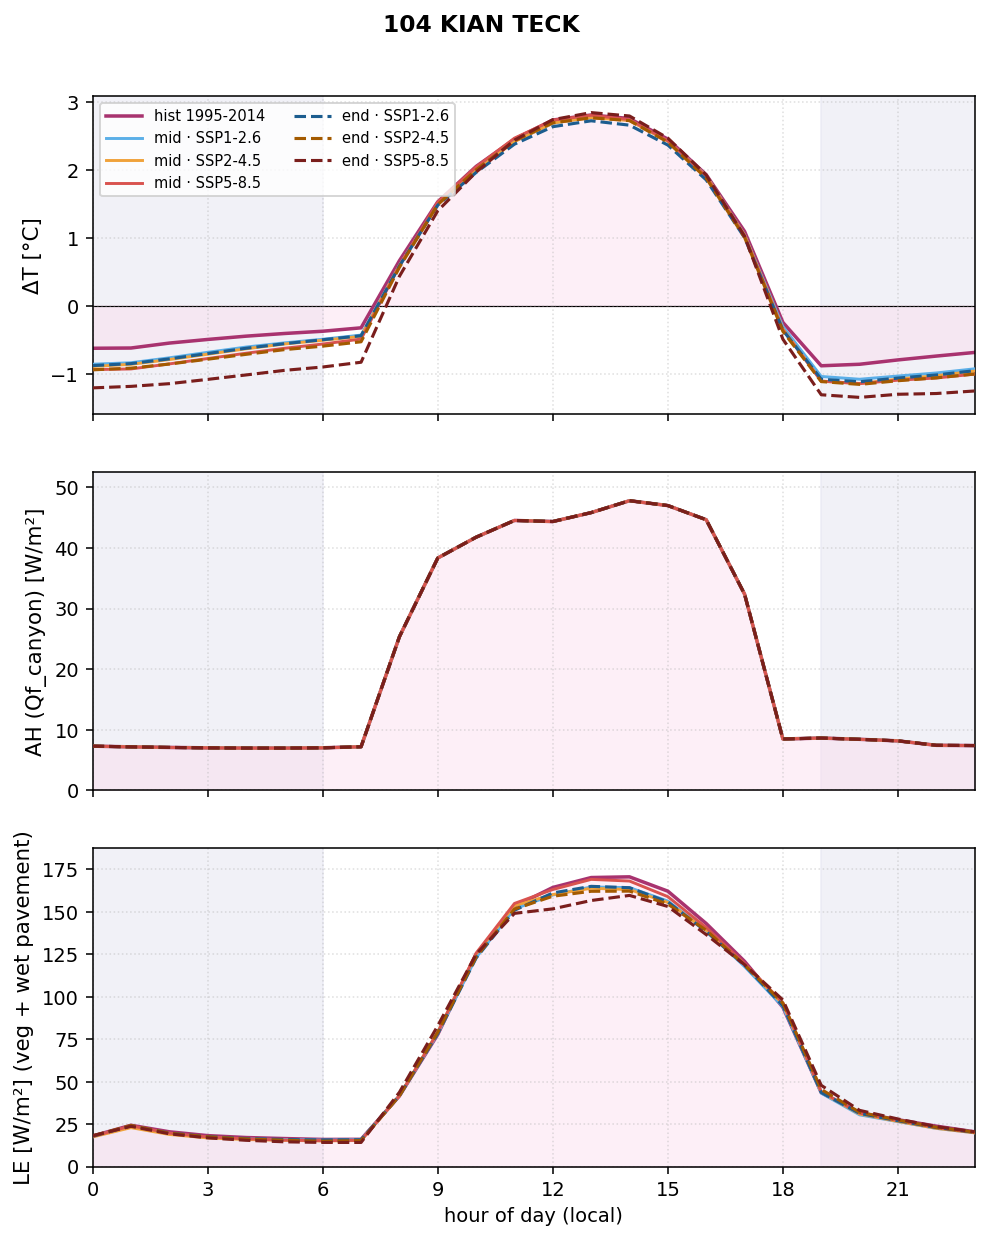 104 KIAN TECK
hist 1995-2014
mid · SSP1-2.6
mid · SSP2-4.5
mid · SSP5-8.5
end · SSP1-2.6
end · SSP2-4.5
end · SSP5-8.5
ΔT [°C]
3
2
1
0
−1
AH (Qf_canyon) [W/m²]
50
40
30
20
10
0
LE [W/m²] (veg + wet pavement)
175
150
125
100
75
50
25
0
0 3 6 9 12 15 18 21
hour of day (local)